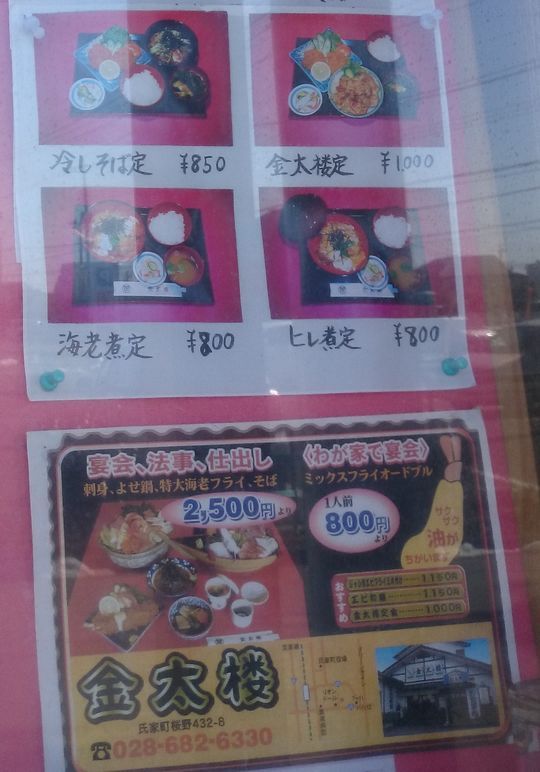 冷しそば定 ¥850
金太楼定 ¥1,000
海老煮定 ¥800
ヒレ煮定 ¥800
宴会、法事、仕出し
刺身、よせ鍋、特大海老フライ、そば
2,500円より
〈わが家で宴会〉
ミックスフライオードブル
1人前
800円より
サクサク
油が
ちがいます
おすすめ
1,150円
1,150円
金太楼定食 1,000円
金太楼
氏家町桜野432-8
☎028-682-6330